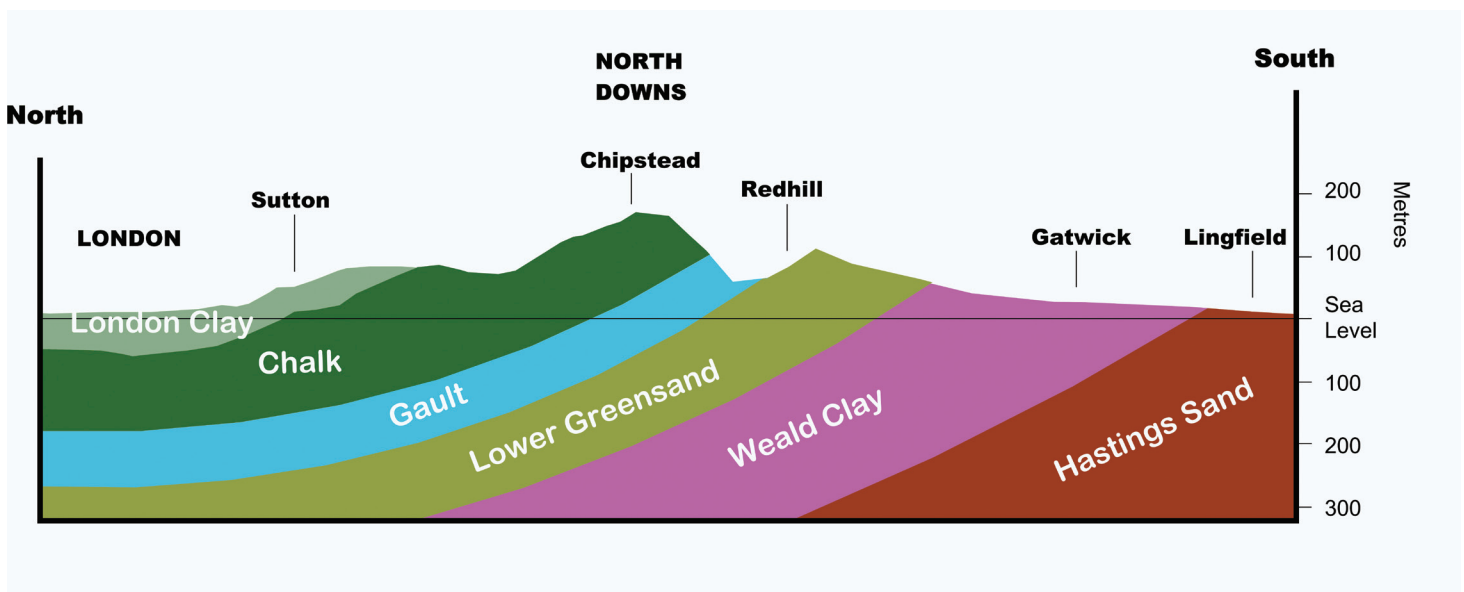 North
South
NORTH
DOWNS
Chipstead
Redhill
Sutton
LONDON
Gatwick
Lingfield
200
100
Sea
Level
100
200
300
Metres
London Clay
Chalk
Gault
Lower Greensand
Weald Clay
Hastings Sand